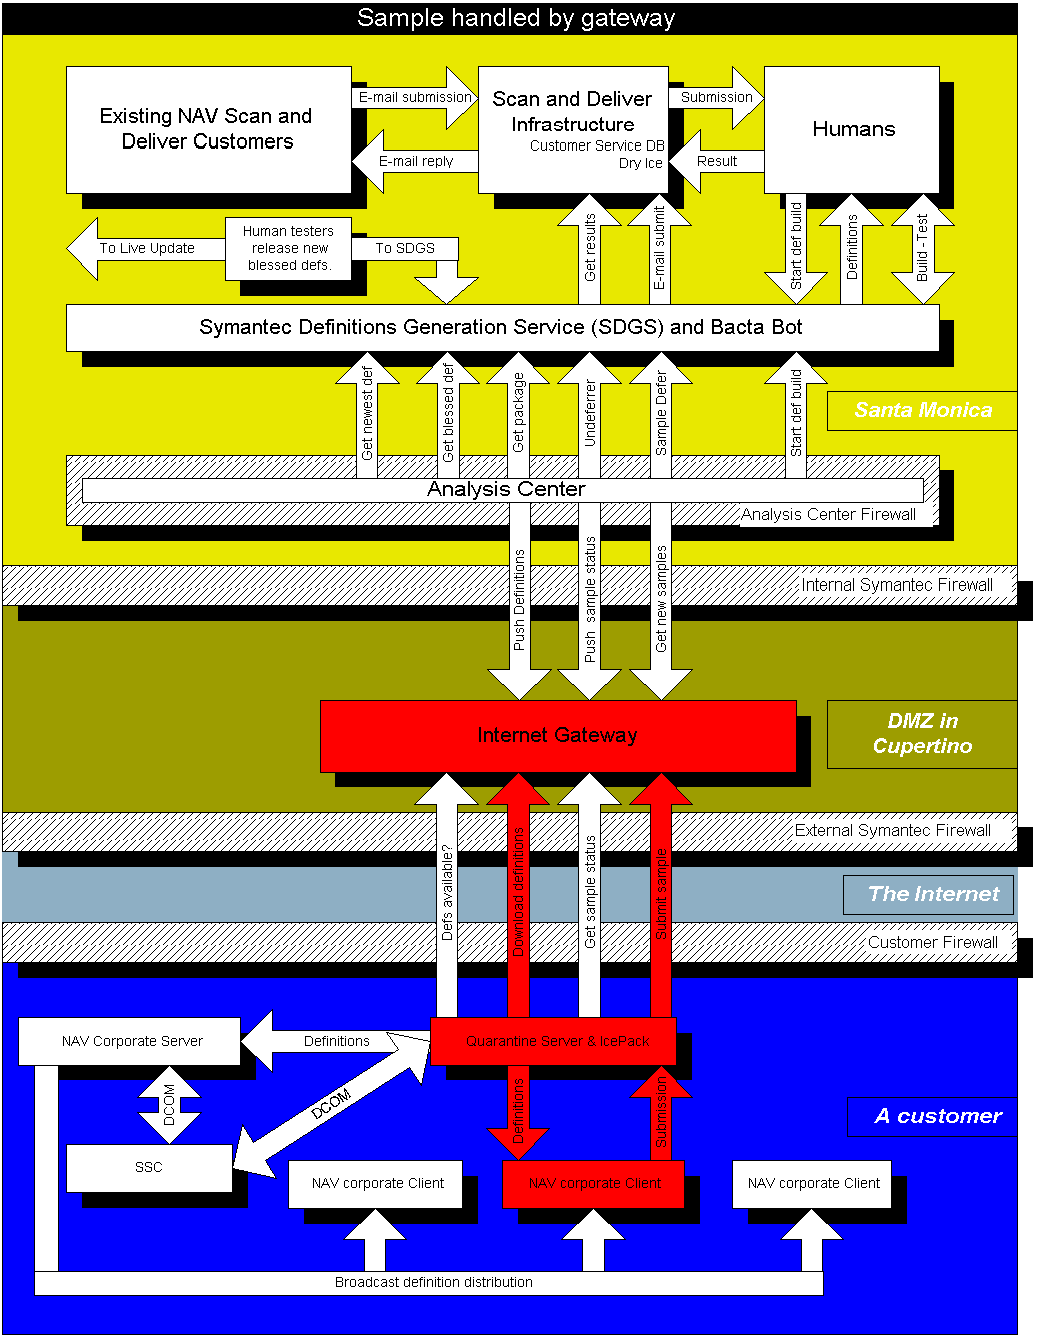 Sample handled by gateway
Existing NAV Scan and
Deliver Customers
E-mail submission
E-mail reply
Scan and Deliver
Infrastructure
Customer Service DB
Dry Ice
Submission
Result
Humans
To Live Update
Human testers
release new
blessed defs.
To SDGS
Get results
E-mail submit
Start def build
Definitions
Build -Test
Symantec Definitions Generation Service (SDGS) and Bacta Bot
Get newest def
Get blessed def
Get package
Undeferrer
Sample Defer
Start def build
Santa Monica
Analysis Center
Analysis Center Firewall
Internal Symantec Firewall
Push Definitions
Push sample status
Get new samples
Internet Gateway
DMZ in
Cupertino
External Symantec Firewall
Defs available?
Download definitions
Get sample status
Submit sample
The Internet
Customer Firewall
NAV Corporate Server
Definitions
Quarantine Server & IcePack
DCOM
DCOM
Definitions
Submission
A customer
SSC
NAV corporate Client
NAV corporate Client
NAV corporate Client
Broadcast definition distribution